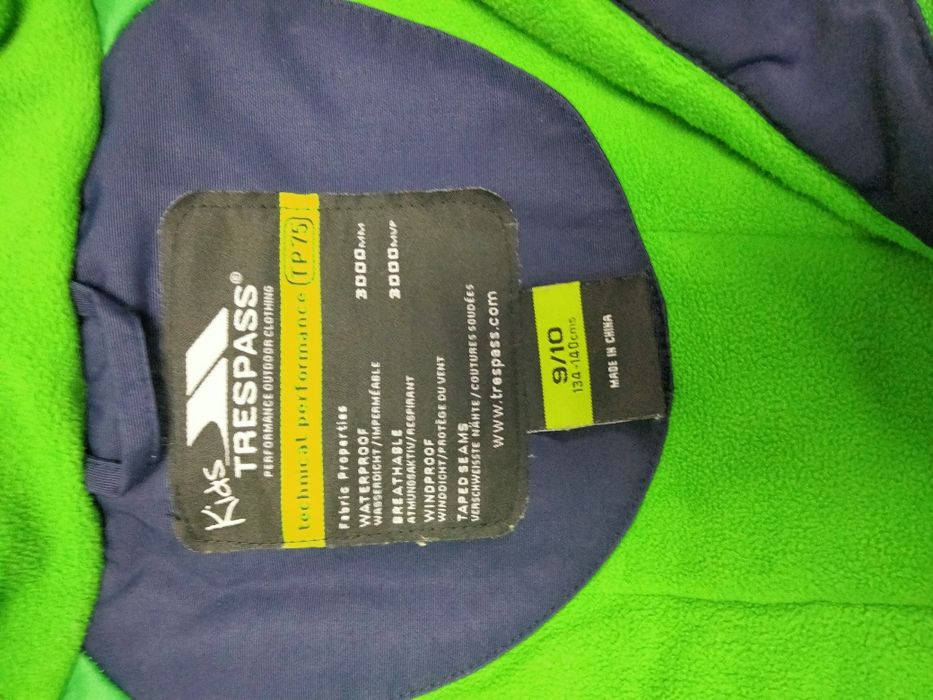 Kids
TRESPASS®
PERFORMANCE OUTDOOR CLOTHING
technical performance TP75
Fabric Properties
WATERPROOF 3000MM
WASSERDICHT/IMPERMÉABLE
BREATHABLE 3000MVP
ATMUNGSAKTIV/RESPIRANT
WINDPROOF
WINDDICHT/PROTÈGE DU VENT
TAPED SEAMS
VERSCHWEISSTE NÄHTE/COUTURES SOUDÉES
www.trespass.com
9/10
134-140cms
MADE IN CHINA